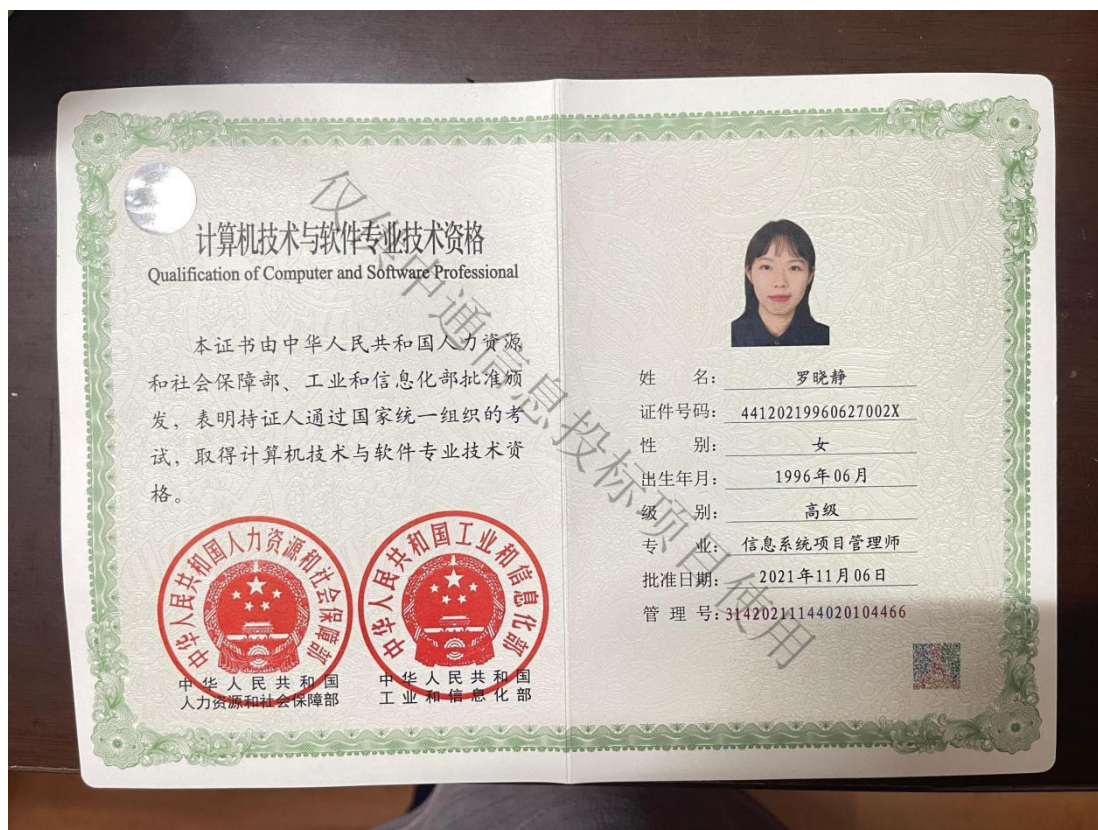 计算机技术与软件专业技术资格
Qualification of Computer and Software Professional
本证书由中华人民共和国人力资源
和社会保障部、工业和信息化部批准颁
发，表明持证人通过国家统一组织的考
试，取得计算机技术与软件专业技术资
格。
中华人民共和国人力资源和社会保障部
中华人民共和国工业和信息化部
中华人民共和国
人力资源和社会保障部
中华人民共和国
工业和信息化部
姓 名：罗晓静
证件号码：44120219960627002X
性 别：女
出生年月：1996年06月
级 别：高级
专 业：信息系统项目管理师
批准日期：2021年11月06日
管 理 号：31420211144020104466
仅供中通信息投标项目使用